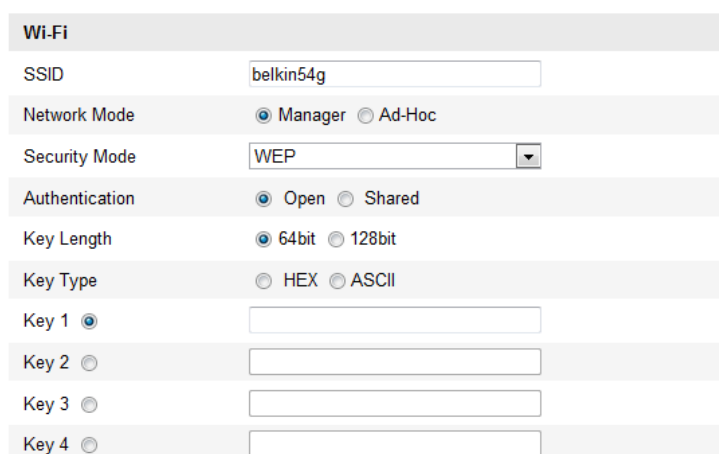 Wi-Fi
SSID belkin54g
Network Mode Manager Ad-Hoc
Security Mode WEP
Authentication Open Shared
Key Length 64bit 128bit
Key Type HEX ASCII
Key 1
Key 2
Key 3
Key 4